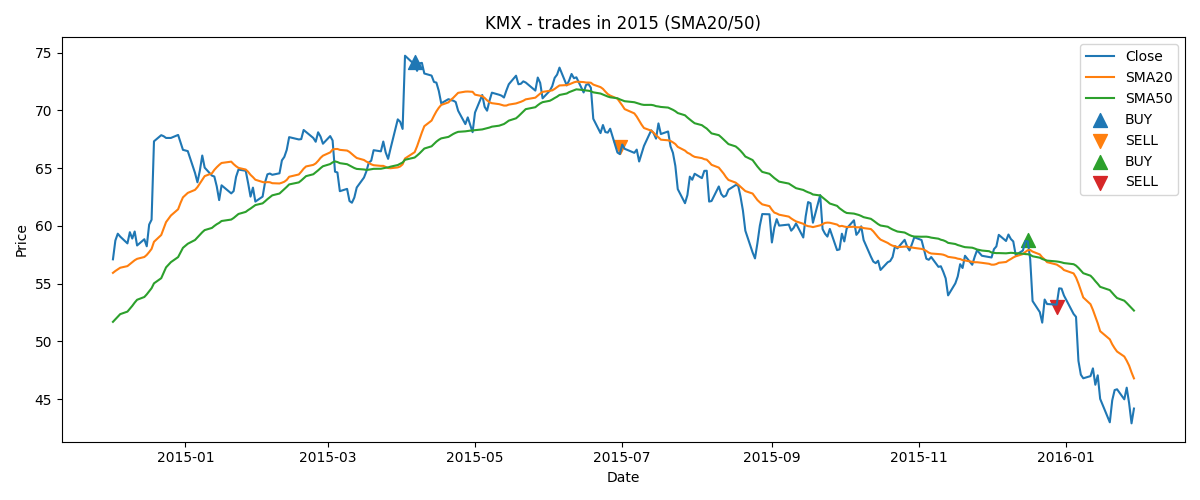 KMX - trades in 2015 (SMA20/50)
Price
75
70
65
60
55
50
45
2015-01
2015-03
2015-05
2015-07
2015-09
2015-11
2016-01
Date
Close
SMA20
SMA50
BUY
SELL
BUY
SELL